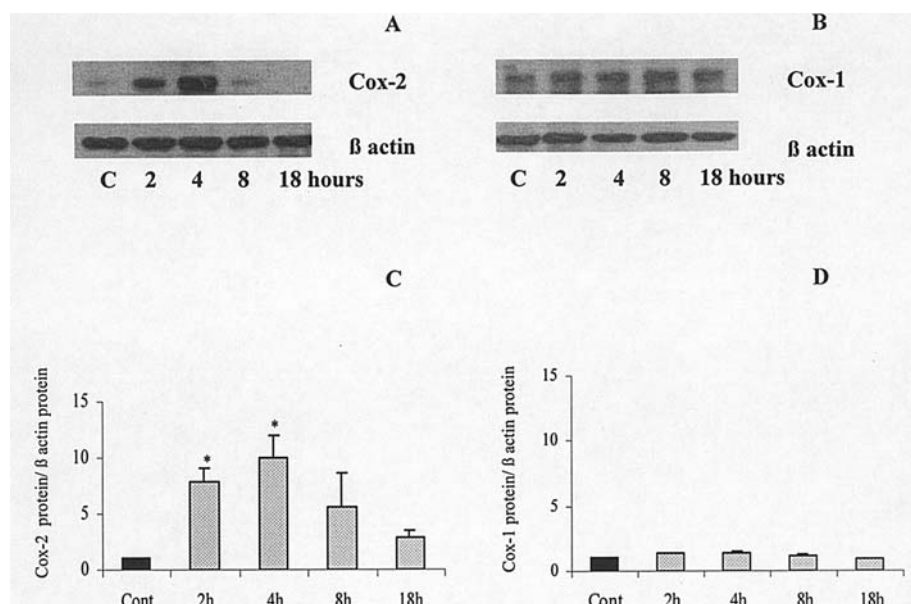 A
Cox-2
ß actin
C 2 4 8 18 hours
B
Cox-1
ß actin
C 2 4 8 18 hours
C
Cox-2 protein/ ß actin protein
15
10
5
0
* *
Cont 2h 4h 8h 18h
D
Cox-1 protein/ ß actin protein
15
10
5
0
Cont 2h 4h 8h 18h